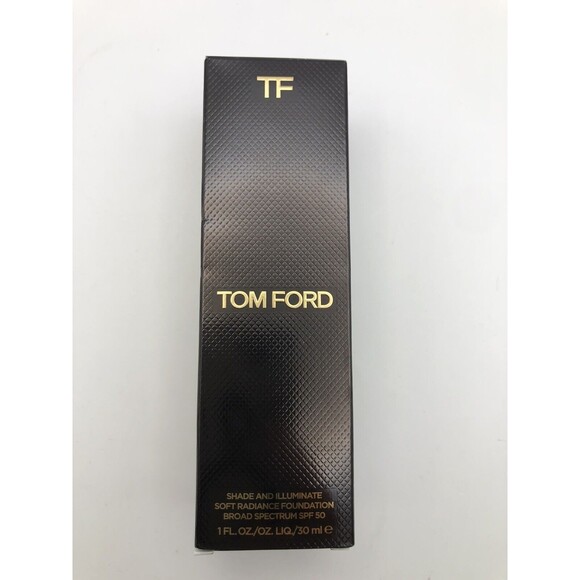 TF
TOM FORD
SHADE AND ILLUMINATE
SOFT RADIANCE FOUNDATION
BROAD SPECTRUM SPF 50
1 FL. OZ./OZ. LIQ./30 ml ℮